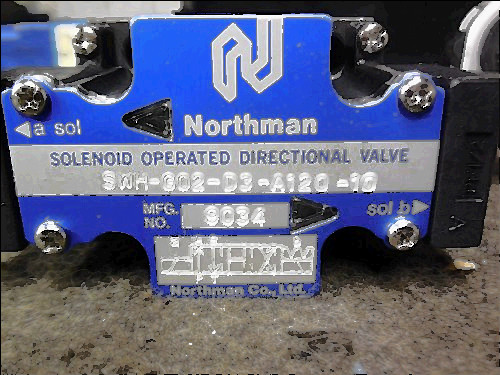 ◁a sol
Northman
SOLENOID OPERATED DIRECTIONAL VALVE
SWH-G02-D3-A120-10
MFG. NO. 9034
sol b▷
Northman Co., Ltd.